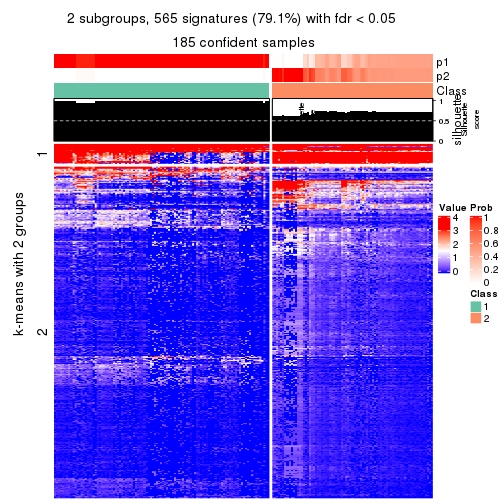 2 subgroups, 565 signatures (79.1%) with fdr < 0.05
185 confident samples
p1
p2
Class
1
0.5
0
silhouette
Silhouette
score
1
2
k-means with 2 groups
Value
4
3
2
1
0
Prob
1
0.8
0.6
0.4
0.2
0
Class
1
2